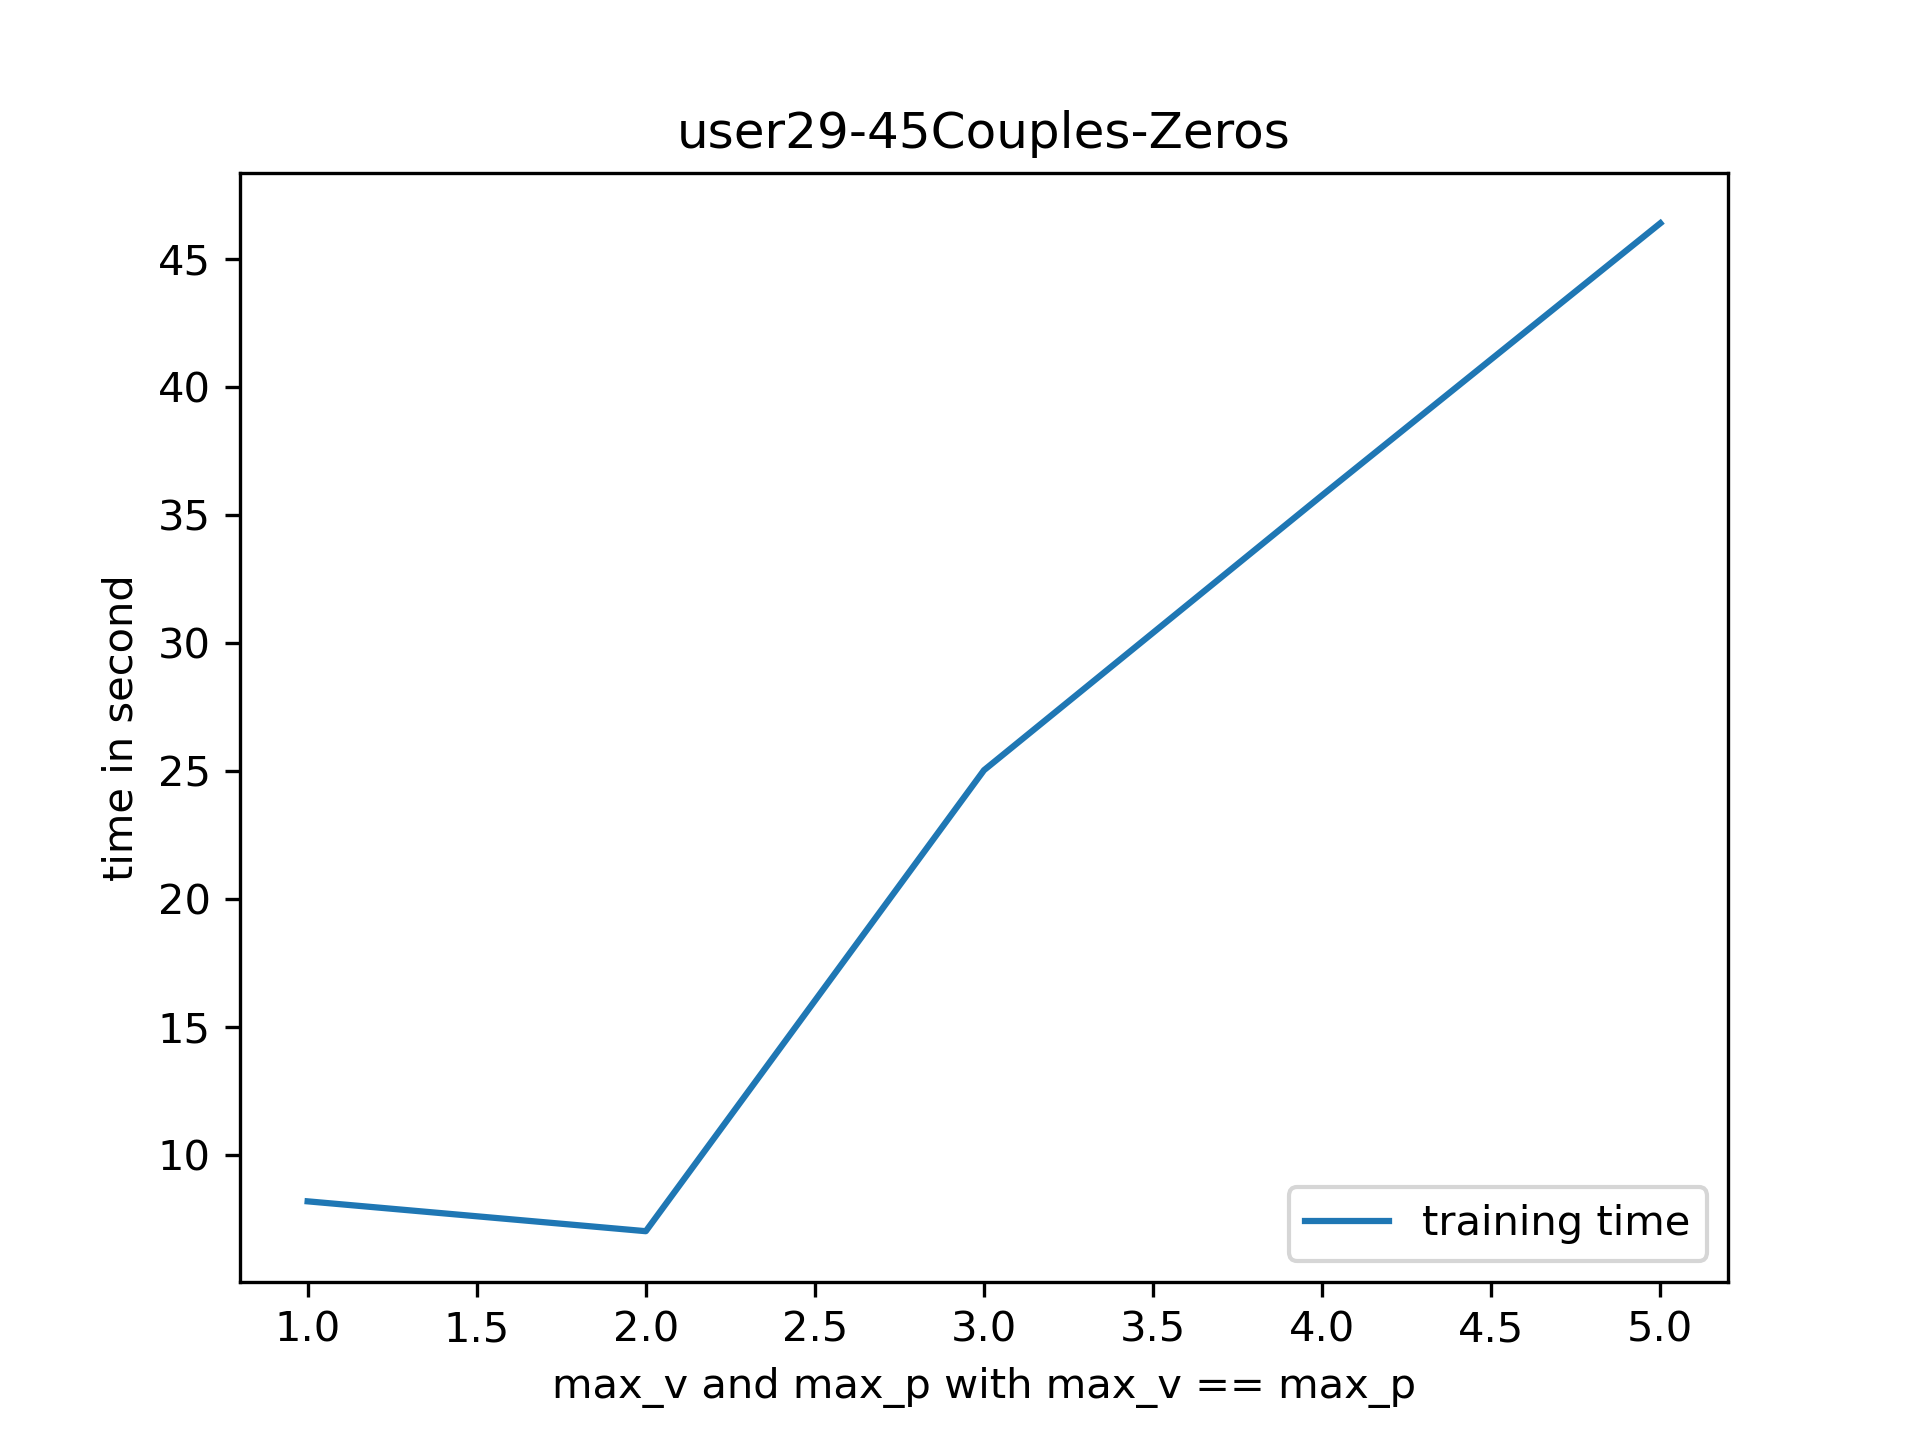 user29-45Couples-Zeros
45
40
35
30
25
20
15
10
time in second
training time
1.0 1.5 2.0 2.5 3.0 3.5 4.0 4.5 5.0
max_v and max_p with max_v == max_p